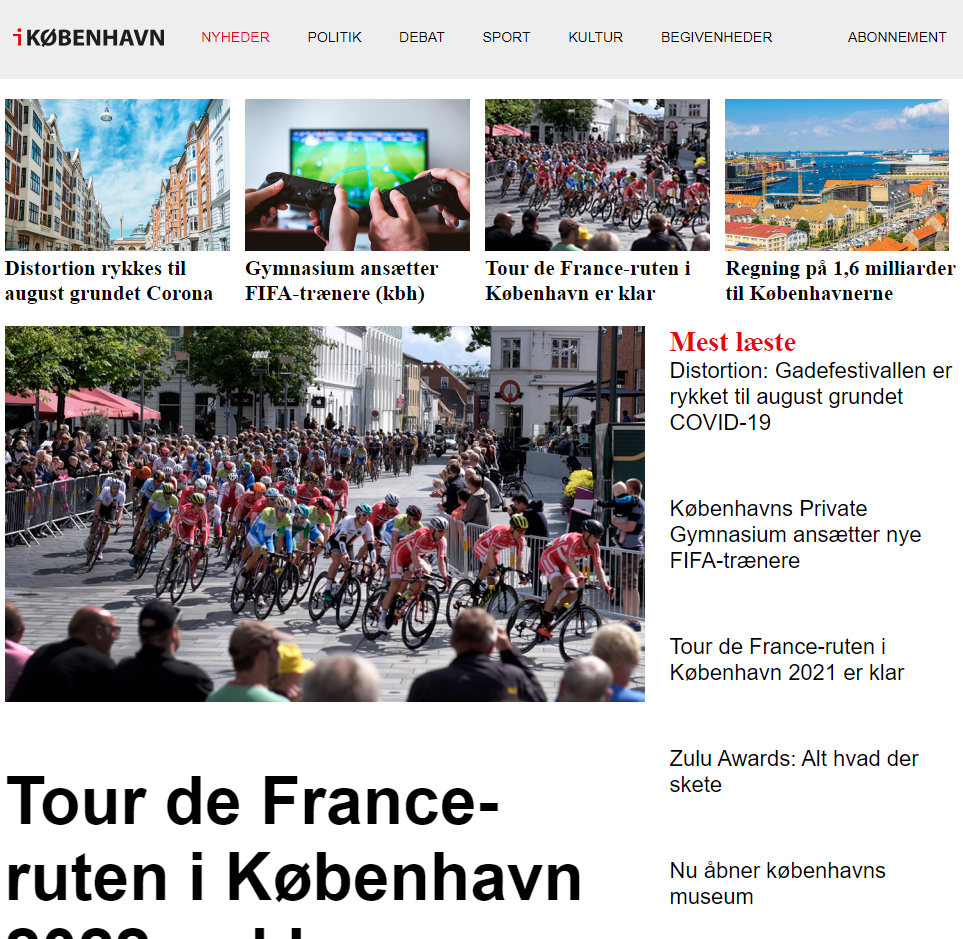 iKØBENHAVN
NYHEDER
POLITIK
DEBAT
SPORT
KULTUR
BEGIVENHEDER
ABONNEMENT
Distortion rykkes til
august grundet Corona
Gymnasium ansætter
FIFA-trænere (kbh)
Tour de France-ruten i
København er klar
Regning på 1,6 milliarder
til Københavnerne
Mest læste
Distortion: Gadefestivallen er
rykket til august grundet
COVID-19
Københavns Private
Gymnasium ansætter nye
FIFA-trænere
Tour de France-ruten i
København 2021 er klar
Zulu Awards: Alt hvad der
skete
Nu åbner københavns
museum
Tour de France-
ruten i København